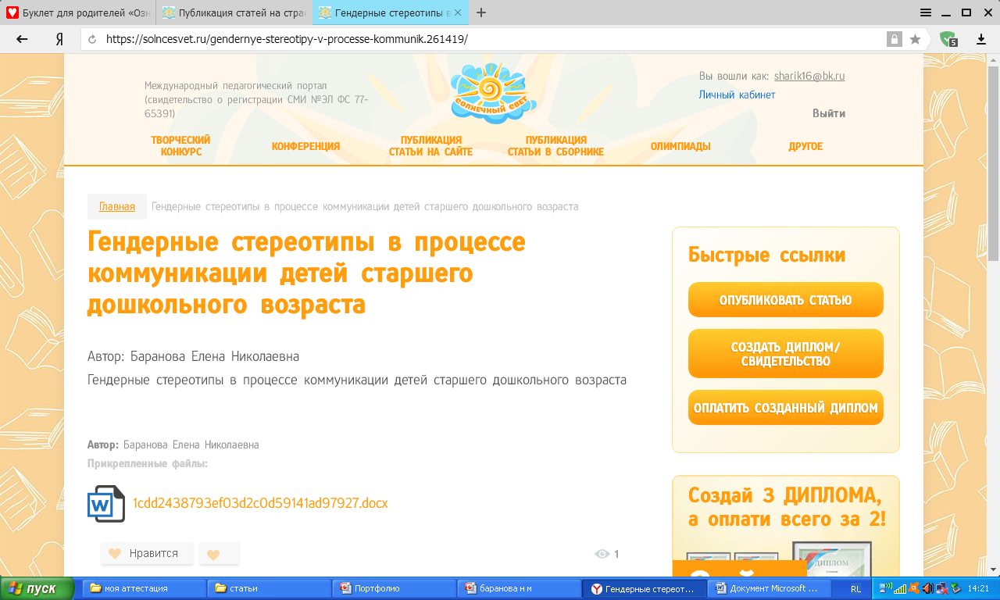 Буклет для родителей «Озн
Публикация статей на стран
Гендерные стереотипы в
https://solncesvet.ru/gendernye-stereotipy-v-processe-kommunik.261419/
5
Международный педагогический портал
(свидетельство о регистрации СМИ №ЭЛ ФС 77-
65391)
СОЛНЕЧНЫЙ СВЕТ
Вы вошли как: sharik16@bk.ru
Личный кабинет
Выйти
ТВОРЧЕСКИЙ
КОНКУРС
КОНФЕРЕНЦИЯ
ПУБЛИКАЦИЯ
СТАТЬИ НА САЙТЕ
ПУБЛИКАЦИЯ
СТАТЬИ В СБОРНИКЕ
ОЛИМПИАДЫ
ДРУГОЕ
Главная
Гендерные стереотипы в процессе коммуникации детей старшего дошкольного возраста
Гендерные стереотипы в процессе
коммуникации детей старшего
дошкольного возраста
Автор: Баранова Елена Николаевна
Гендерные стереотипы в процессе коммуникации детей старшего дошкольного возраста
Автор: Баранова Елена Николаевна
Прикрепленные файлы:
W
1cdd2438793ef03d2c0d59141ad97927.docx
Нравится
1
Быстрые ссылки
ОПУБЛИКОВАТЬ СТАТЬЮ
СОЗДАТЬ ДИПЛОМ/
СВИДЕТЕЛЬСТВО
ОПЛАТИТЬ СОЗДАННЫЙ ДИПЛОМ
Создай 3 ДИПЛОМА,
а оплати всего за 2!
ДИПЛОМ
пуск
моя аттестация
статьи
Портфолио
баранова н м
Гендерные стереот...
Документ Microsoft ...
RL
14:21